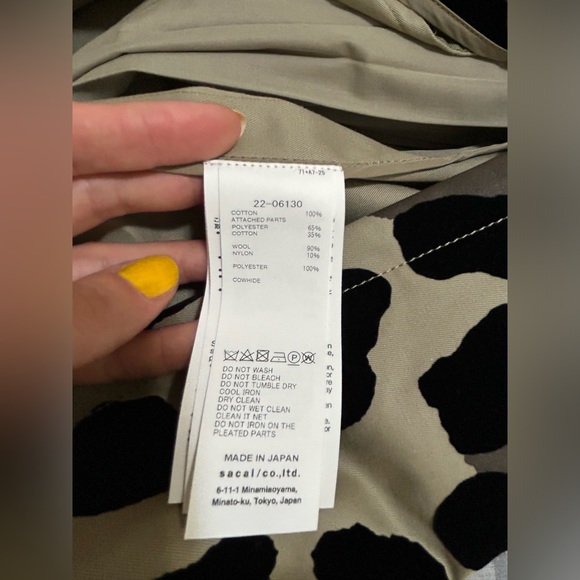 71+A7-25
22-06130
COTTON 100%
ATTACHED PARTS
POLYESTER 65%
COTTON 35%
WOOL 90%
NYLON 10%
POLYESTER 100%
COWHIDE
P W
DO NOT WASH
DO NOT BLEACH
DO NOT TUMBLE DRY
COOL IRON
DRY CLEAN
DO NOT WET CLEAN
CLEAN IT NET
DO NOT IRON ON THE
PLEATED PARTS
MADE IN JAPAN
sacai/co.,ltd.
6-11-1 Minamiaoyama,
Minato-ku, Tokyo, Japan